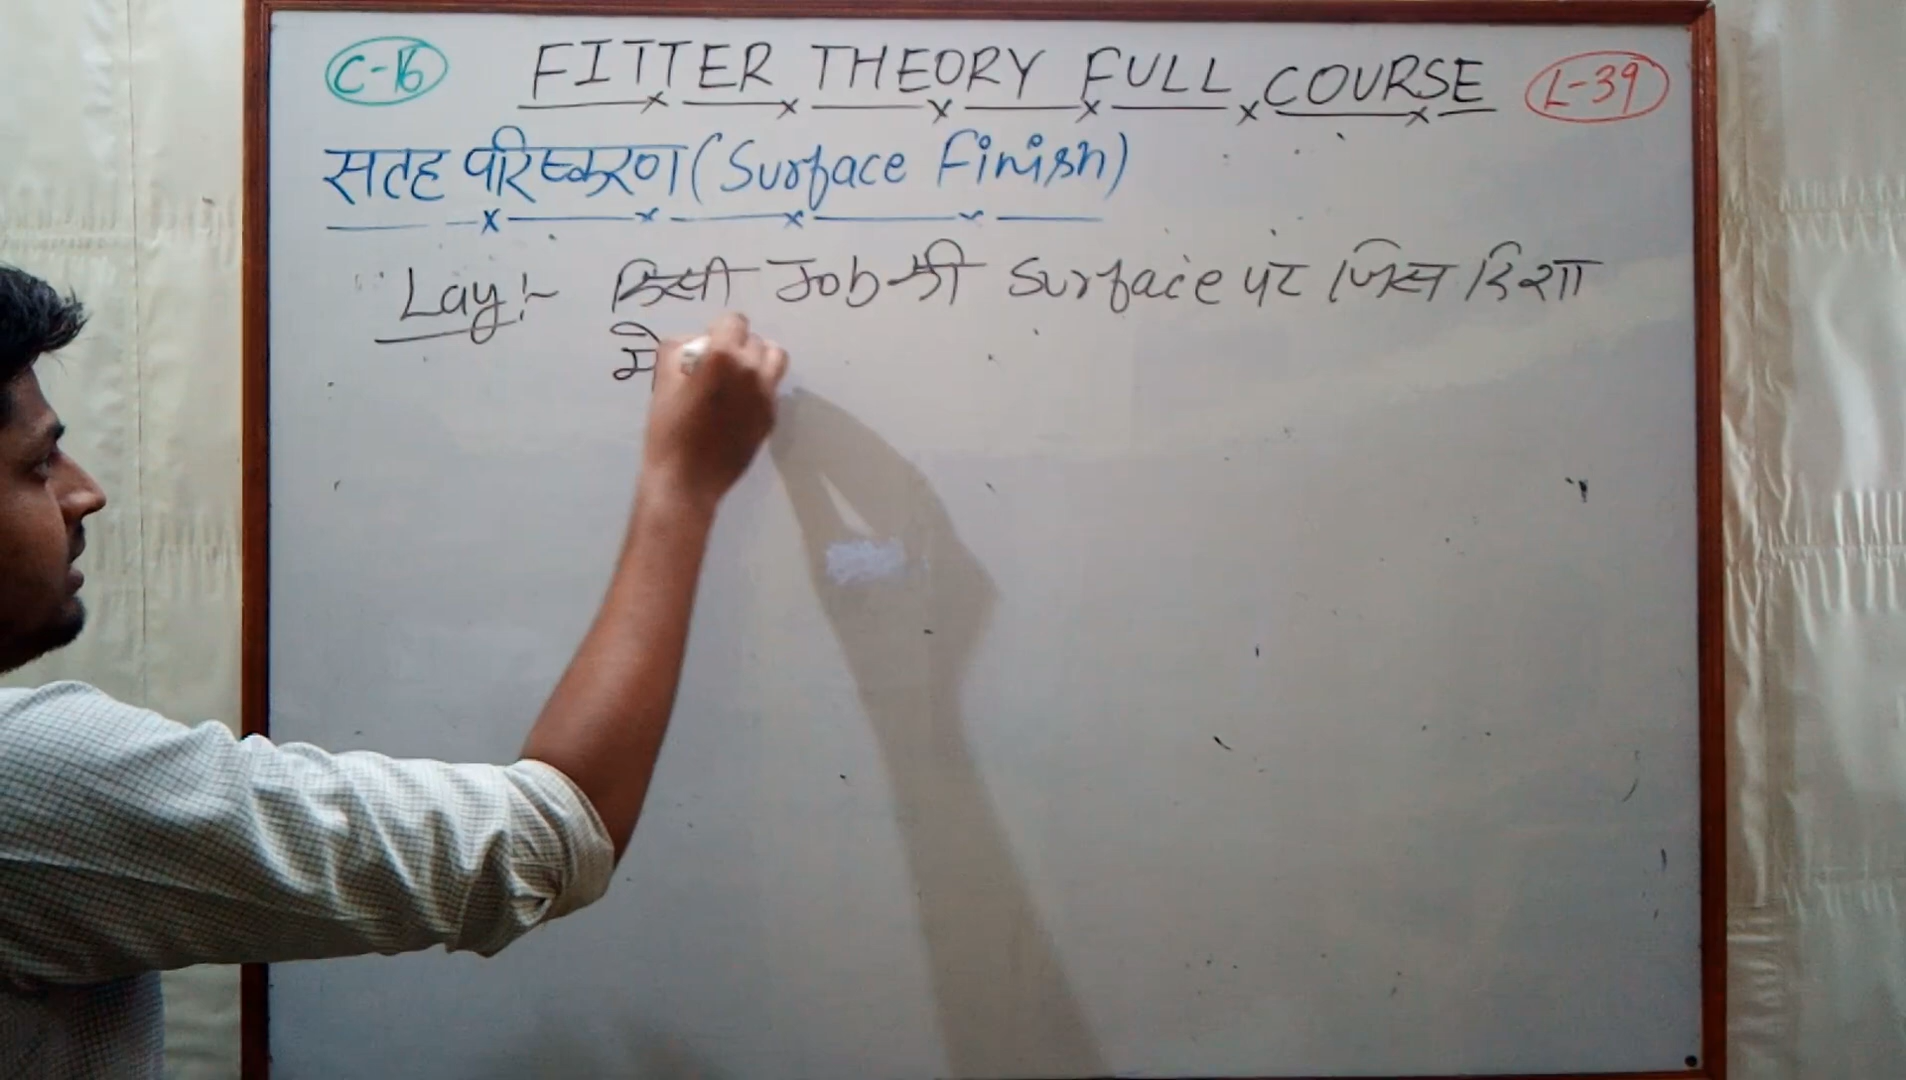 C-16 FITTER THEORY FULL COURSE L-39
सतह परिष्करण (Surface Finish)
Lay:- किसी Job की Surface पर जिस दिशा
मे